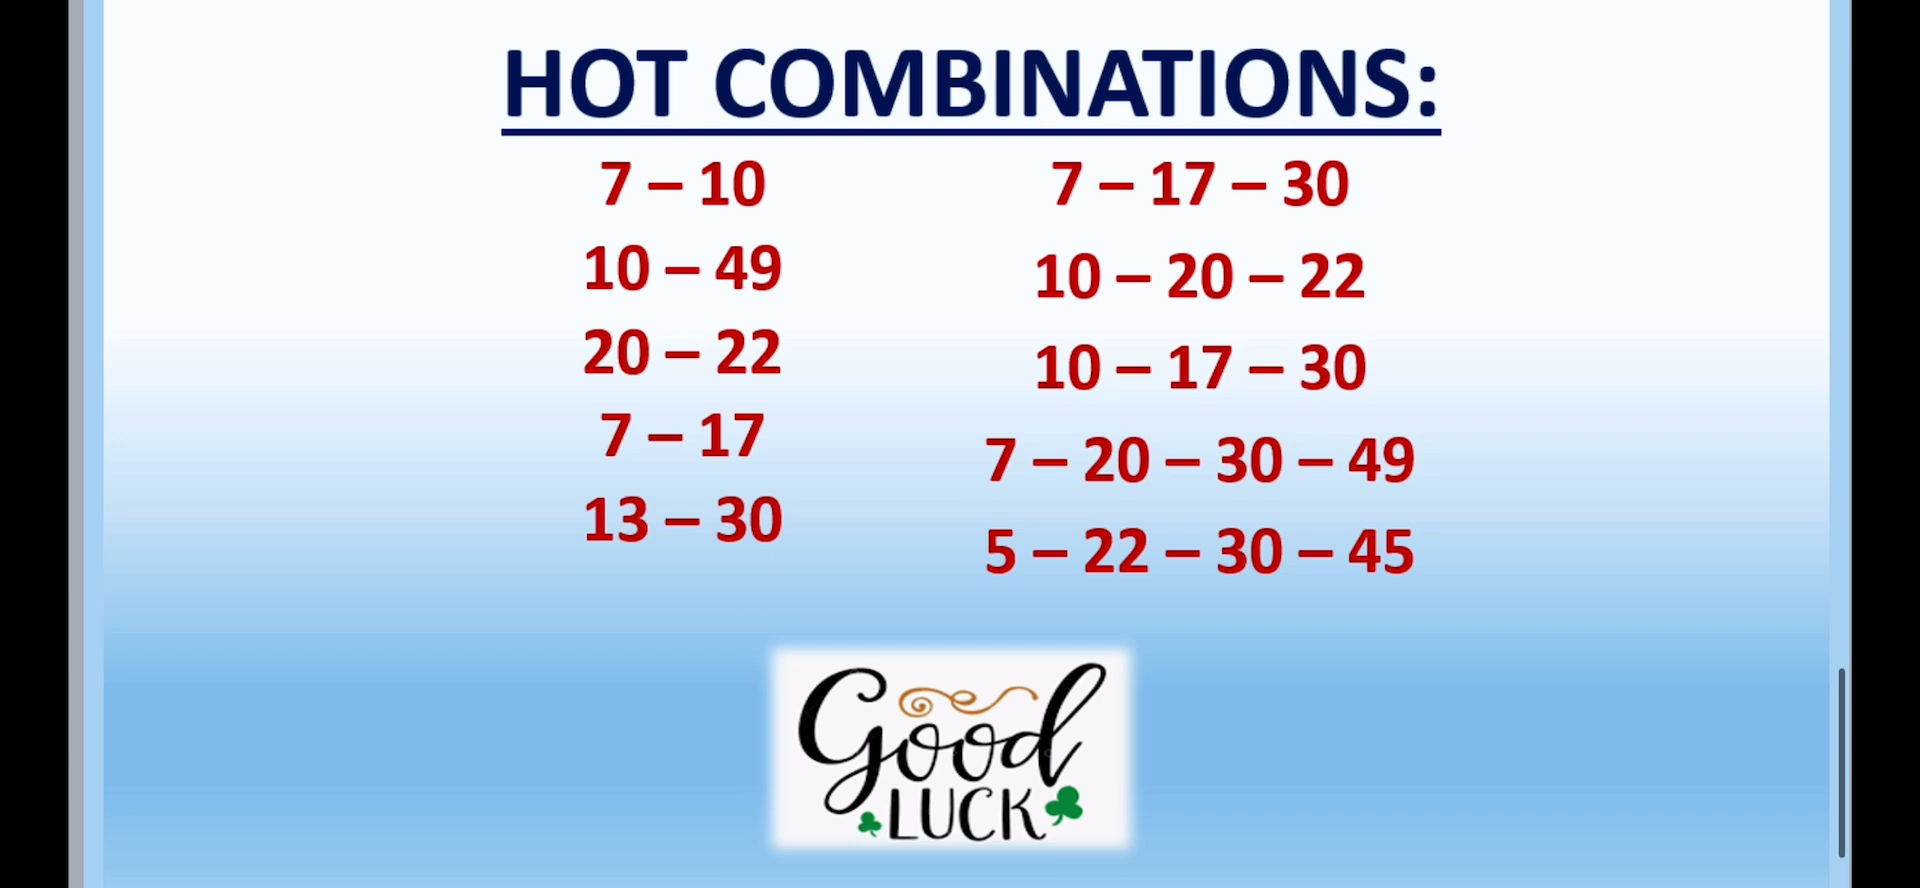 HOT COMBINATIONS:
7 – 10
10 – 49
20 – 22
7 – 17
13 – 30
7 – 17 – 30
10 – 20 – 22
10 – 17 – 30
7 – 20 – 30 – 49
5 – 22 – 30 – 45
Good
LUCK